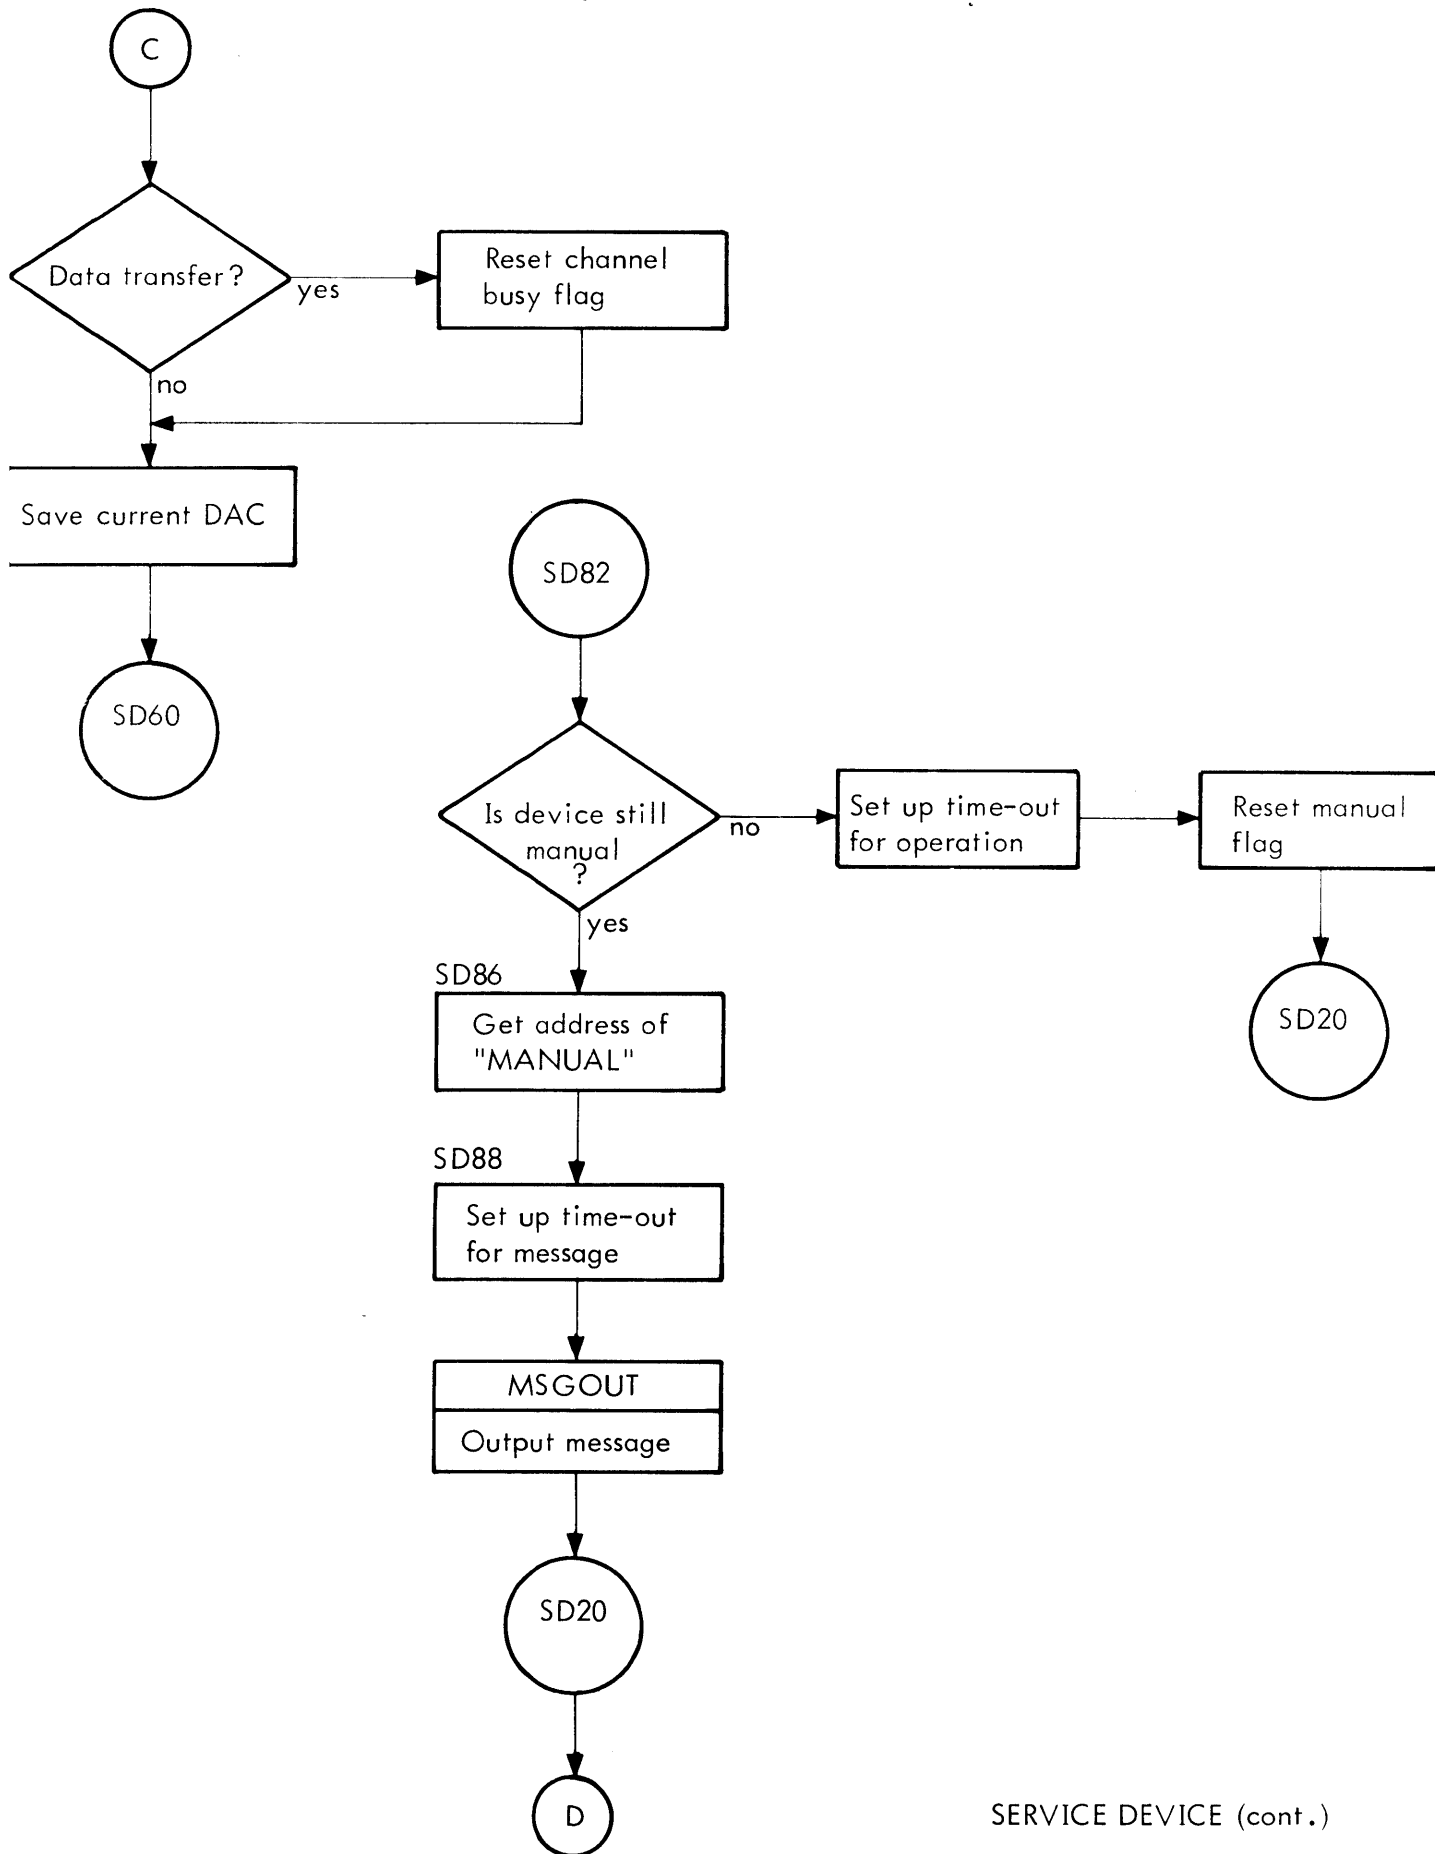 C
Data transfer?
yes
Reset channel
busy flag
no
Save current DAC
SD60
SD82
Is device still
manual
?
no
Set up time-out
for operation
Reset manual
flag
SD20
yes
SD86
Get address of
"MANUAL"
SD88
Set up time-out
for message
MSGOUT
Output message
SD20
D
SERVICE DEVICE (cont.)